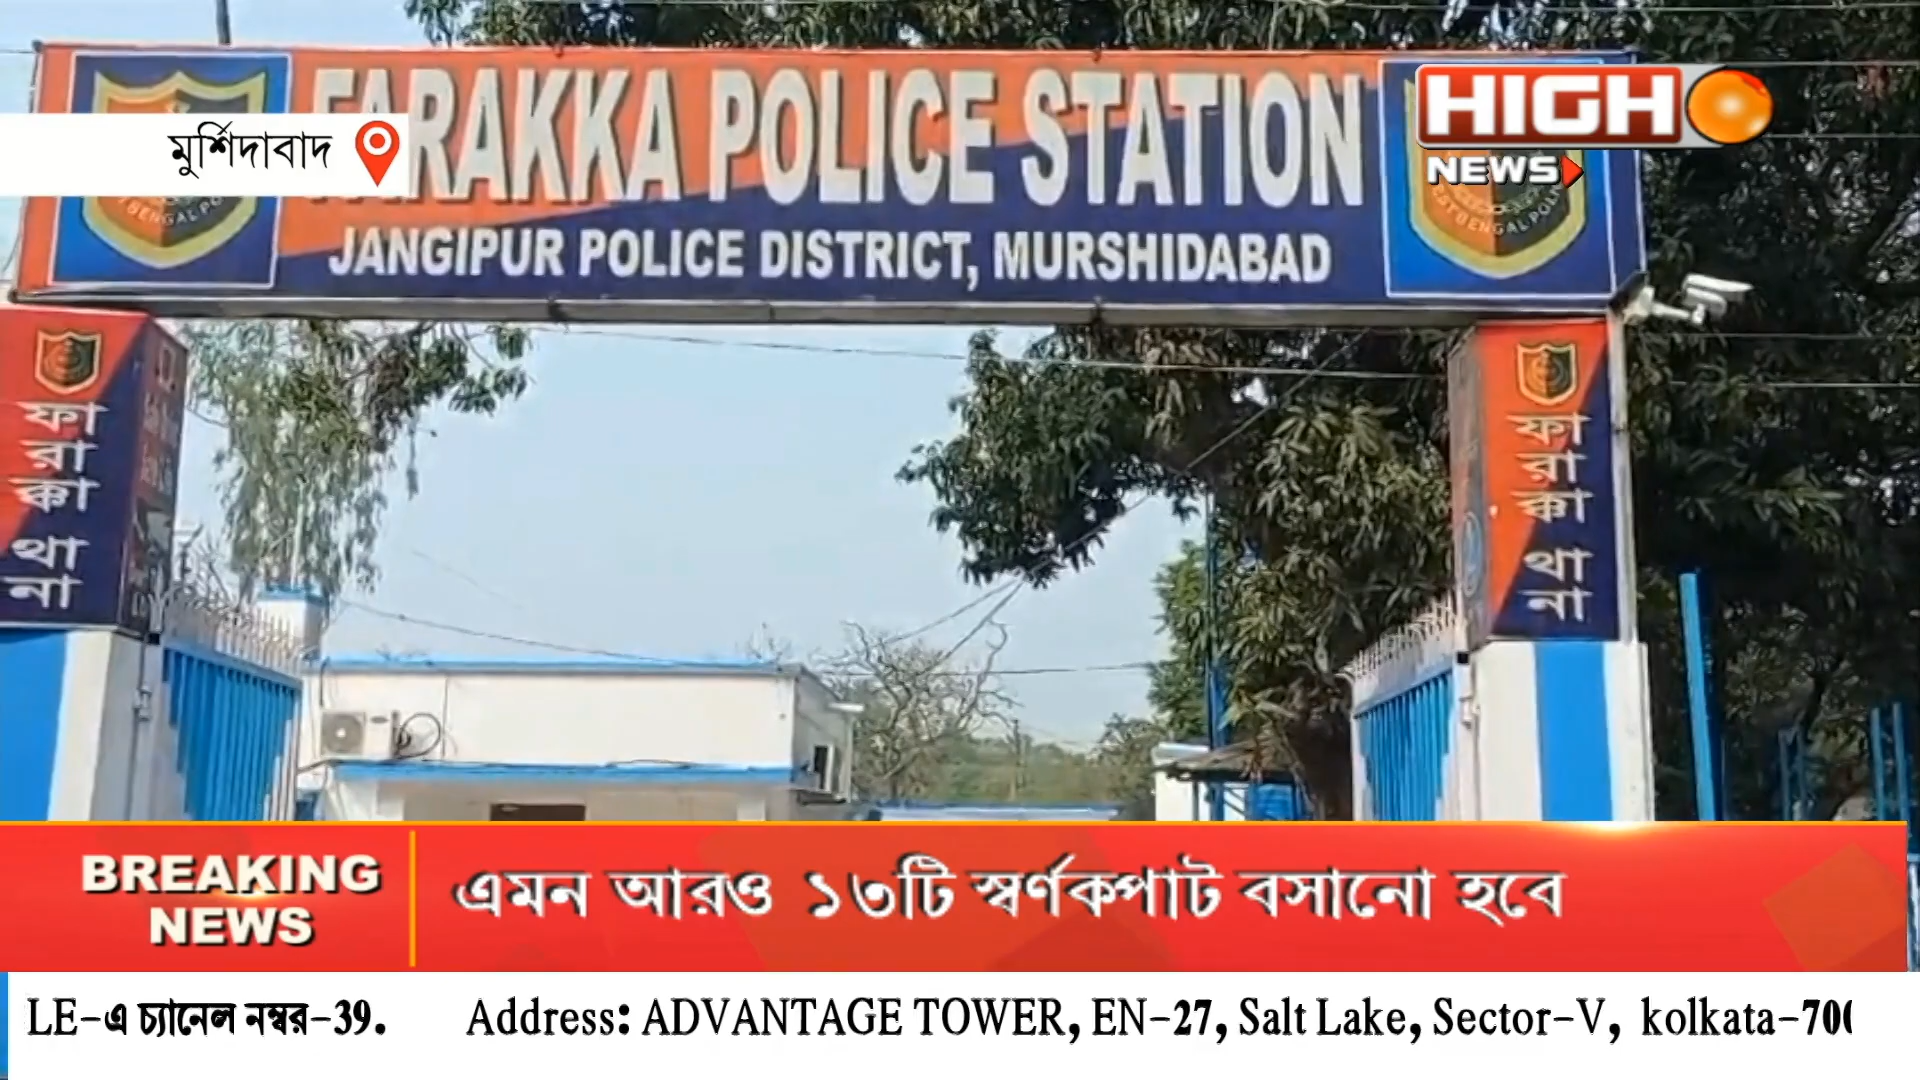 FARAKKA POLICE STATION
JANGIPUR POLICE DISTRICT, MURSHIDABAD
মুর্শিদাবাদ
HIGH
NEWS
ফারাক্কা থানা
ফারাক্কা থানা
BREAKING
NEWS
এমন আরও ১৩টি স্বর্ণকপাট বসানো হবে
LE-এ চ্যানেল নম্বর-39. Address: ADVANTAGE TOWER, EN-27, Salt Lake, Sector-V, kolkata-700